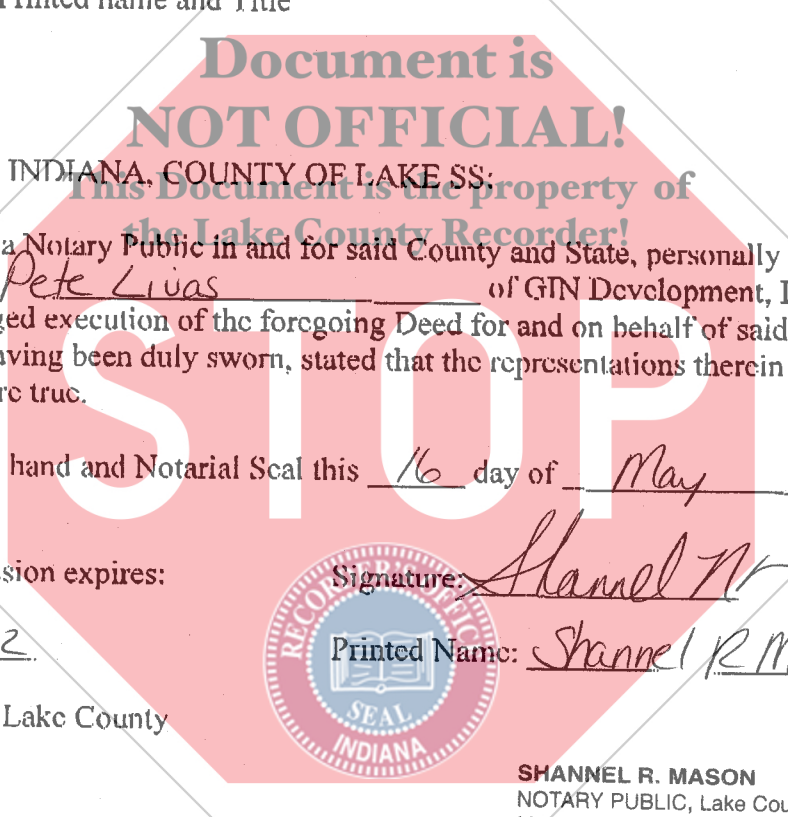 Printed name and Title
Document is
NOT OFFICIAL!
INDIANA, COUNTY OF LAKE SS:
This Document is the property of
the Lake County Recorder!
a Notary Public in and for said County and State, personally
Pete Livas of GTN Development,
ged execution of the foregoing Deed for and on behalf of said
aving been duly sworn, stated that the representations therein
re true.
STOP
hand and Notarial Seal this 16 day of May
sion expires:
Signature: Shannel
2
Printed Name: Shannel R M
RECORDER'S OFFICE
SEAL
INDIANA
Lake County
SHANNEL R. MASON
NOTARY PUBLIC, Lake Cou